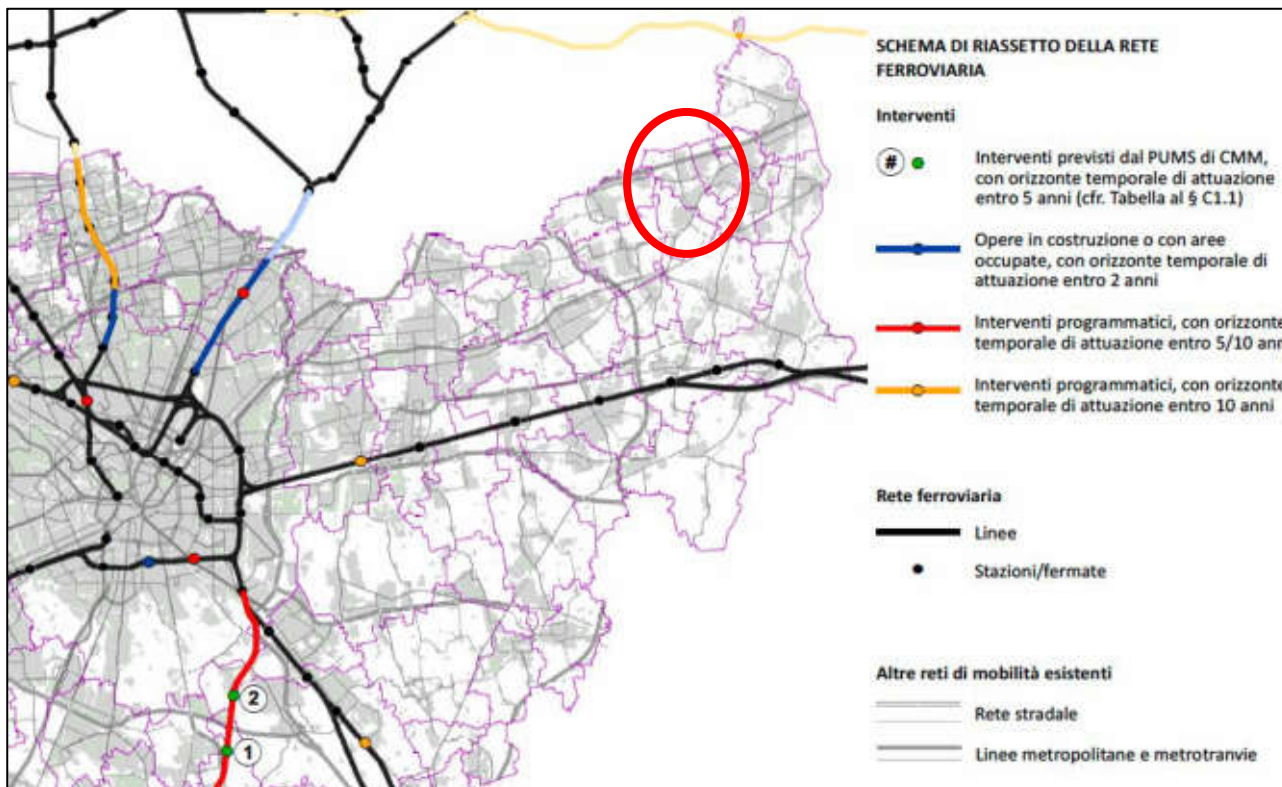 SCHEMA DI RIASSETTO DELLA RETE
FERROVIARIA
Interventi
#
Interventi previsti dal PUMS di CMM,
con orizzonte temporale di attuazione
entro 5 anni (cfr. Tabella al § C1.1)
Opere in costruzione o con aree
occupate, con orizzonte temporale di
attuazione entro 2 anni
Interventi programmatici, con orizzonte
temporale di attuazione entro 5/10 ann
Interventi programmatici, con orizzonte
temporale di attuazione entro 10 anni
Rete ferroviaria
Linee
Stazioni/fermate
Altre reti di mobilità esistenti
Rete stradale
Linee metropolitane e metrotranvie
2
1